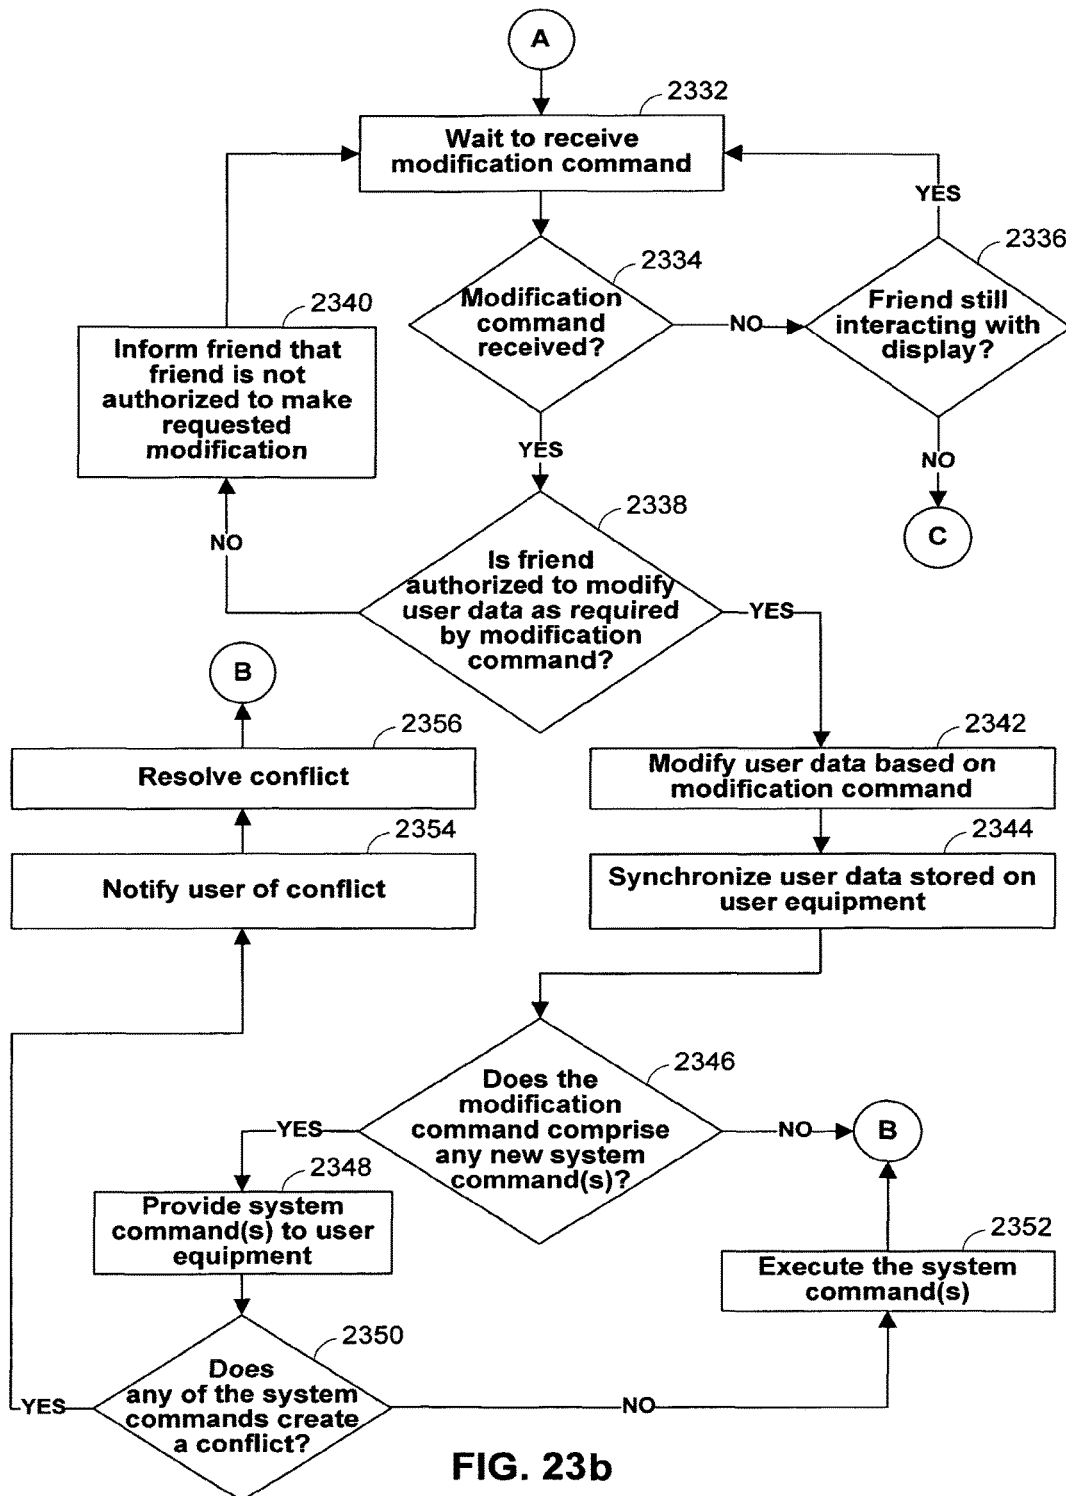 A
2332
Wait to receive
modification command
YES
2336
Friend still
interacting with
display?
2334
Modification
command
received?
NO
2340
Inform friend that
friend is not
authorized to make
requested
modification
YES
NO
C
2338
NO
Is friend
authorized to modify
user data as required
by modification
command?
YES
B
2356
Resolve conflict
2342
Modify user data based on
modification command
2354
Notify user of conflict
2344
Synchronize user data stored on
user equipment
2346
Does the
modification
command comprise
any new system
command(s)?
YES
NO
B
2348
Provide system
command(s) to user
equipment
2352
Execute the system
command(s)
2350
Does
any of the system
commands create
a conflict?
YES
NO
FIG. 23b